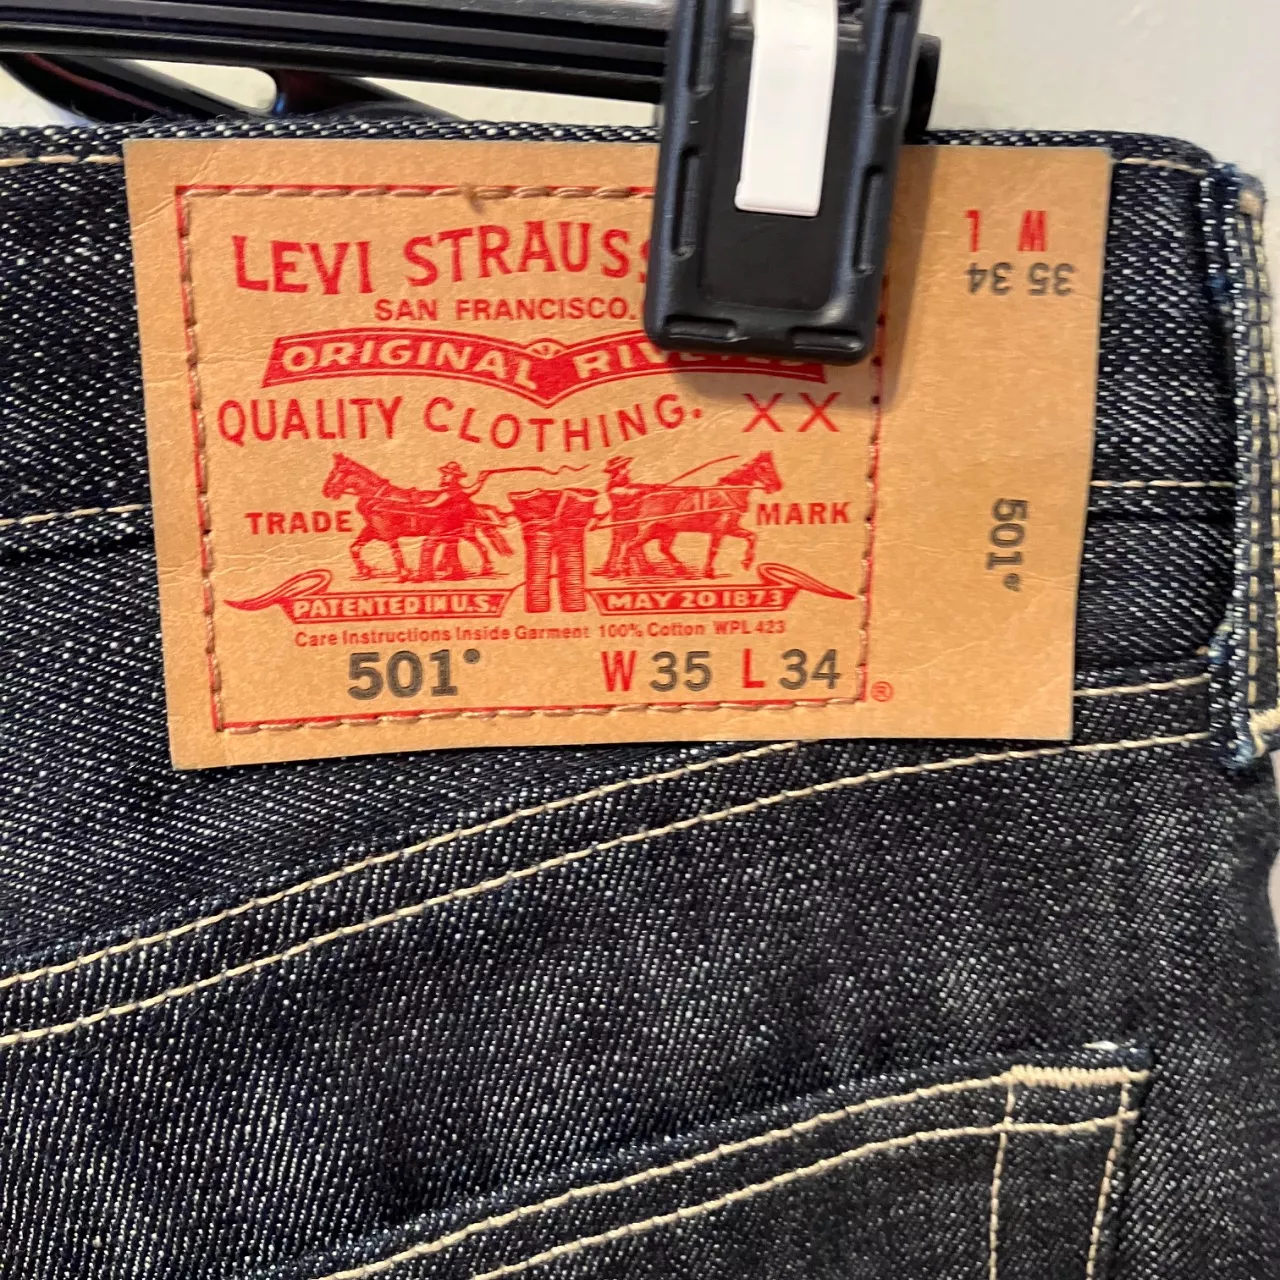 LEVI STRAUSS
SAN FRANCISCO.
ORIGINAL
QUALITY CLOTHING. XX
TRADE MARK
PATENTED IN U.S. MAY 20 1873
Care Instructions Inside Garment 100% Cotton WPL 423
501® W 35 L 34
®
W L
35 34
501®